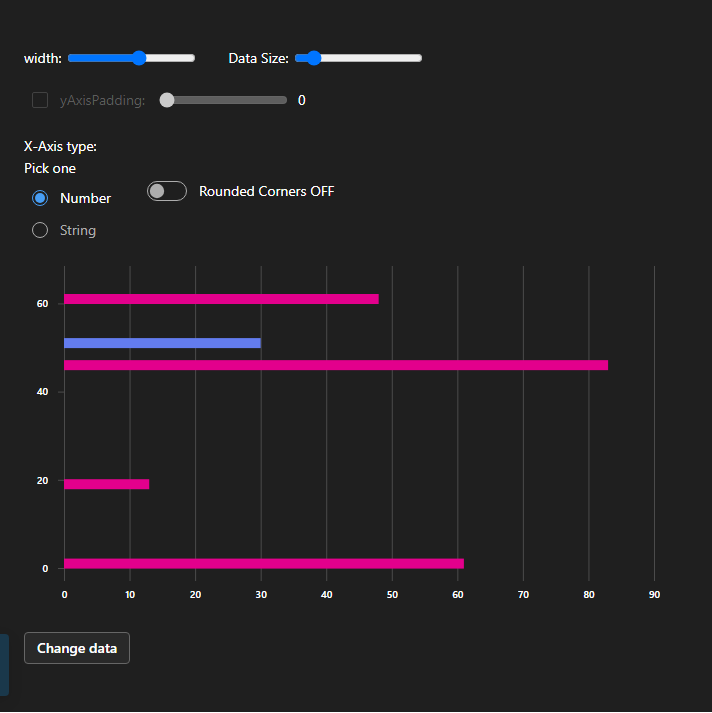 width: Data Size:
yAxisPadding: 0
X-Axis type:
Pick one
Number Rounded Corners OFF
String
60
40
20
0
0 10 20 30 40 50 60 70 80 90
Change data